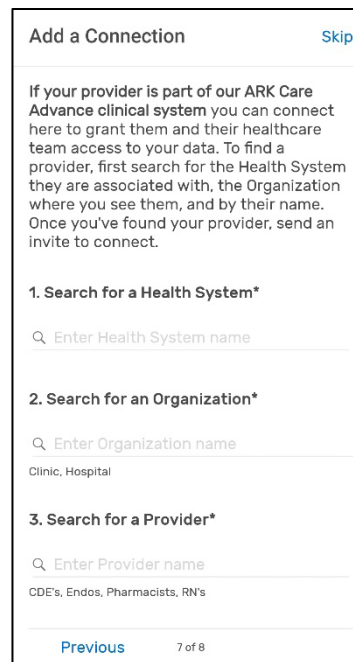 Add a Connection Skip
If your provider is part of our ARK Care
Advance clinical system you can connect
here to grant them and their healthcare
team access to your data. To find a
provider, first search for the Health System
they are associated with, the Organization
where you see them, and by their name.
Once you've found your provider, send an
invite to connect.
1. Search for a Health System*
Enter Health System name
2. Search for an Organization*
Enter Organization name
Clinic, Hospital
3. Search for a Provider*
Enter Provider name
CDE's, Endos, Pharmacists, RN's
Previous 7 of 8